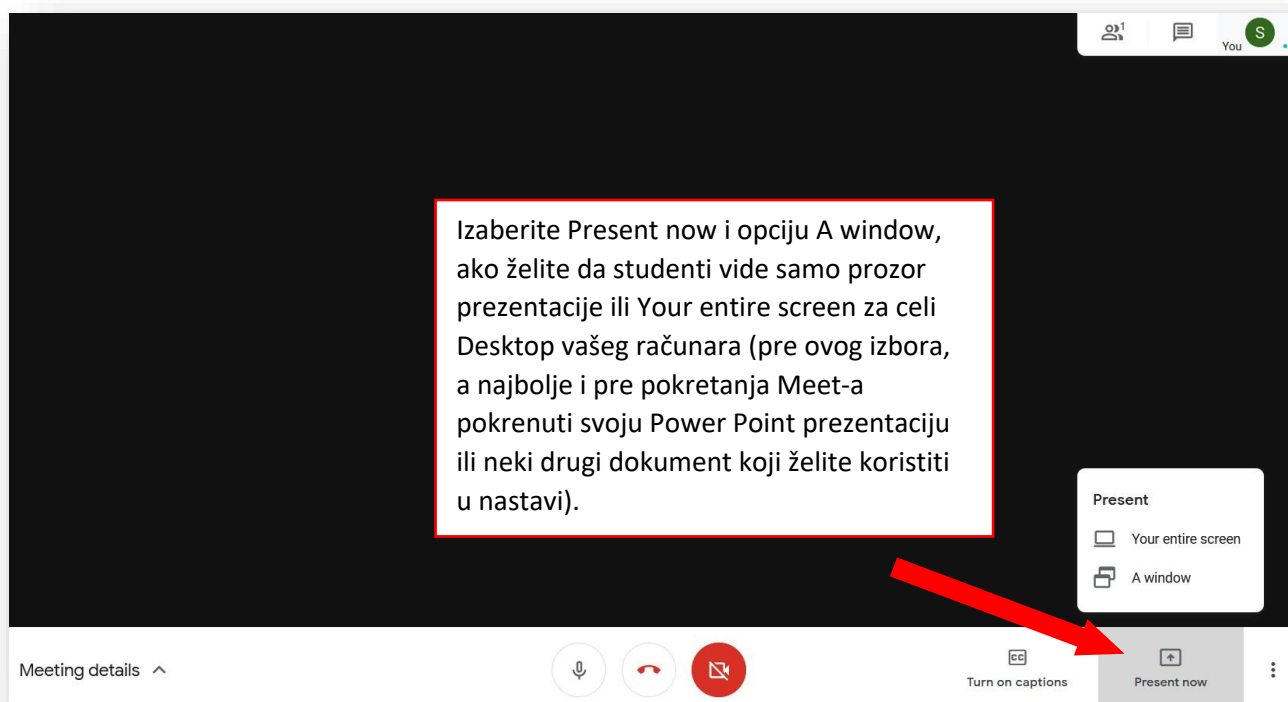 1
You
S
Izaberite Present now i opciju A window,
ako želite da studenti vide samo prozor
prezentacije ili Your entire screen za celi
Desktop vašeg računara (pre ovog izbora,
a najbolje i pre pokretanja Meet-a
pokrenuti svoju Power Point prezentaciju
ili neki drugi dokument koji želite koristiti
u nastavi).
Present
Your entire screen
A window
Meeting details
CC
Turn on captions
Present now